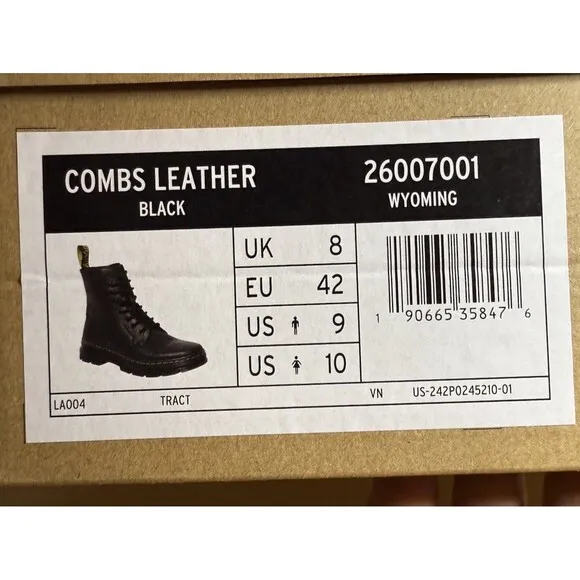 COMBS LEATHER
BLACK
26007001
WYOMING
UK 8
EU 42
US 9
US 10
1 90665 35847 6
LA004 TRACT VN US-242P0245210-01